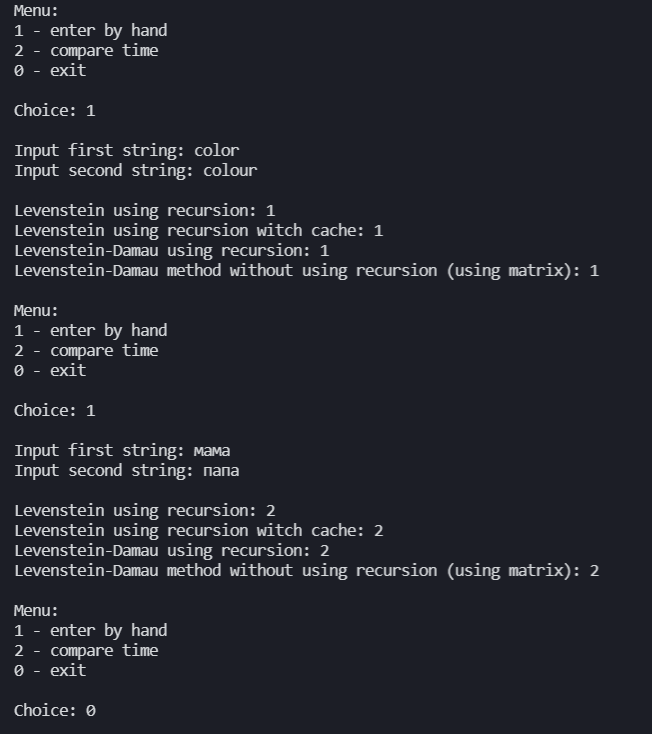 Menu:
1 - enter by hand
2 - compare time
0 - exit
Choice: 1
Input first string: color
Input second string: colour
Levenstein using recursion: 1
Levenstein using recursion witch cache: 1
Levenstein-Damau using recursion: 1
Levenstein-Damau method without using recursion (using matrix): 1
Menu:
1 - enter by hand
2 - compare time
0 - exit
Choice: 1
Input first string: мама
Input second string: папа
Levenstein using recursion: 2
Levenstein using recursion witch cache: 2
Levenstein-Damau using recursion: 2
Levenstein-Damau method without using recursion (using matrix): 2
Menu:
1 - enter by hand
2 - compare time
0 - exit
Choice: 0